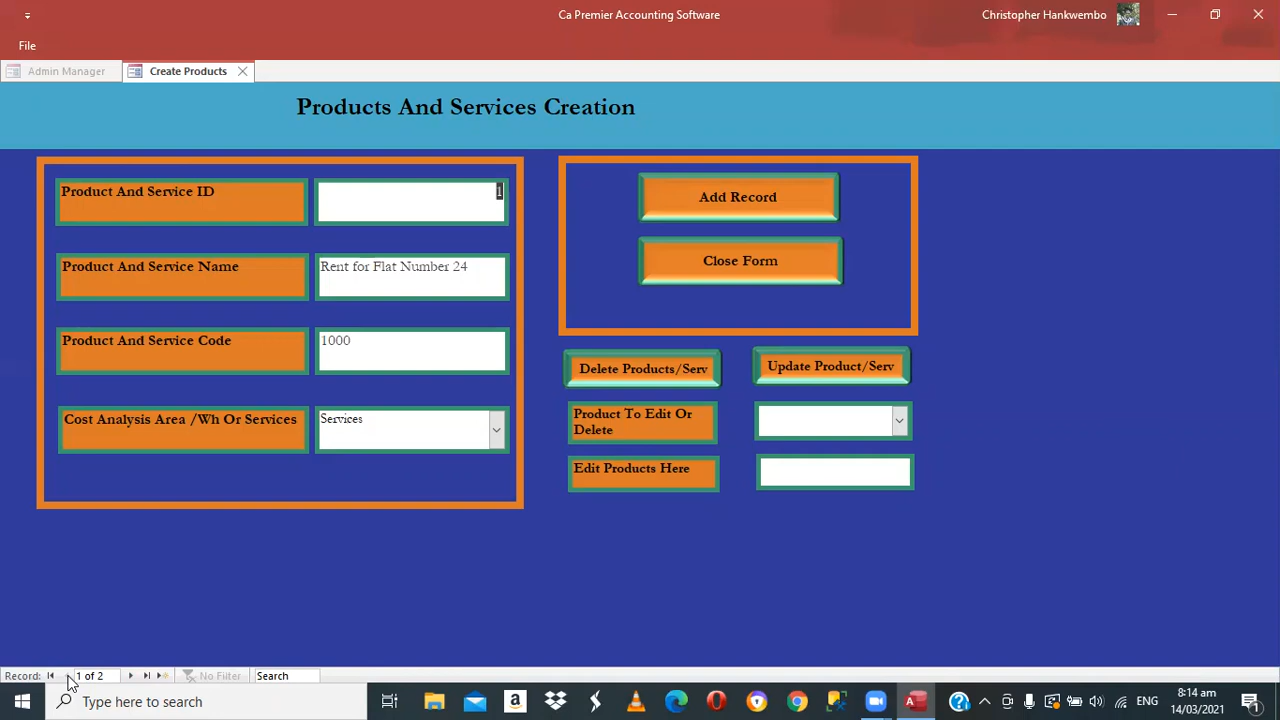 Ca Premier Accounting Software
Christopher Hankwembo
File
Admin Manager
Create Products
Products And Services Creation
Product And Service ID
1
Product And Service Name
Rent for Flat Number 24
Product And Service Code
1000
Cost Analysis Area /Wh Or Services
Services
Add Record
Close Form
Delete Products/Serv
Update Product/Serv
Product To Edit Or
Delete
Edit Products Here
Record:
1 of 2
No Filter
Search
Type here to search
ENG
8:14 am
14/03/2021